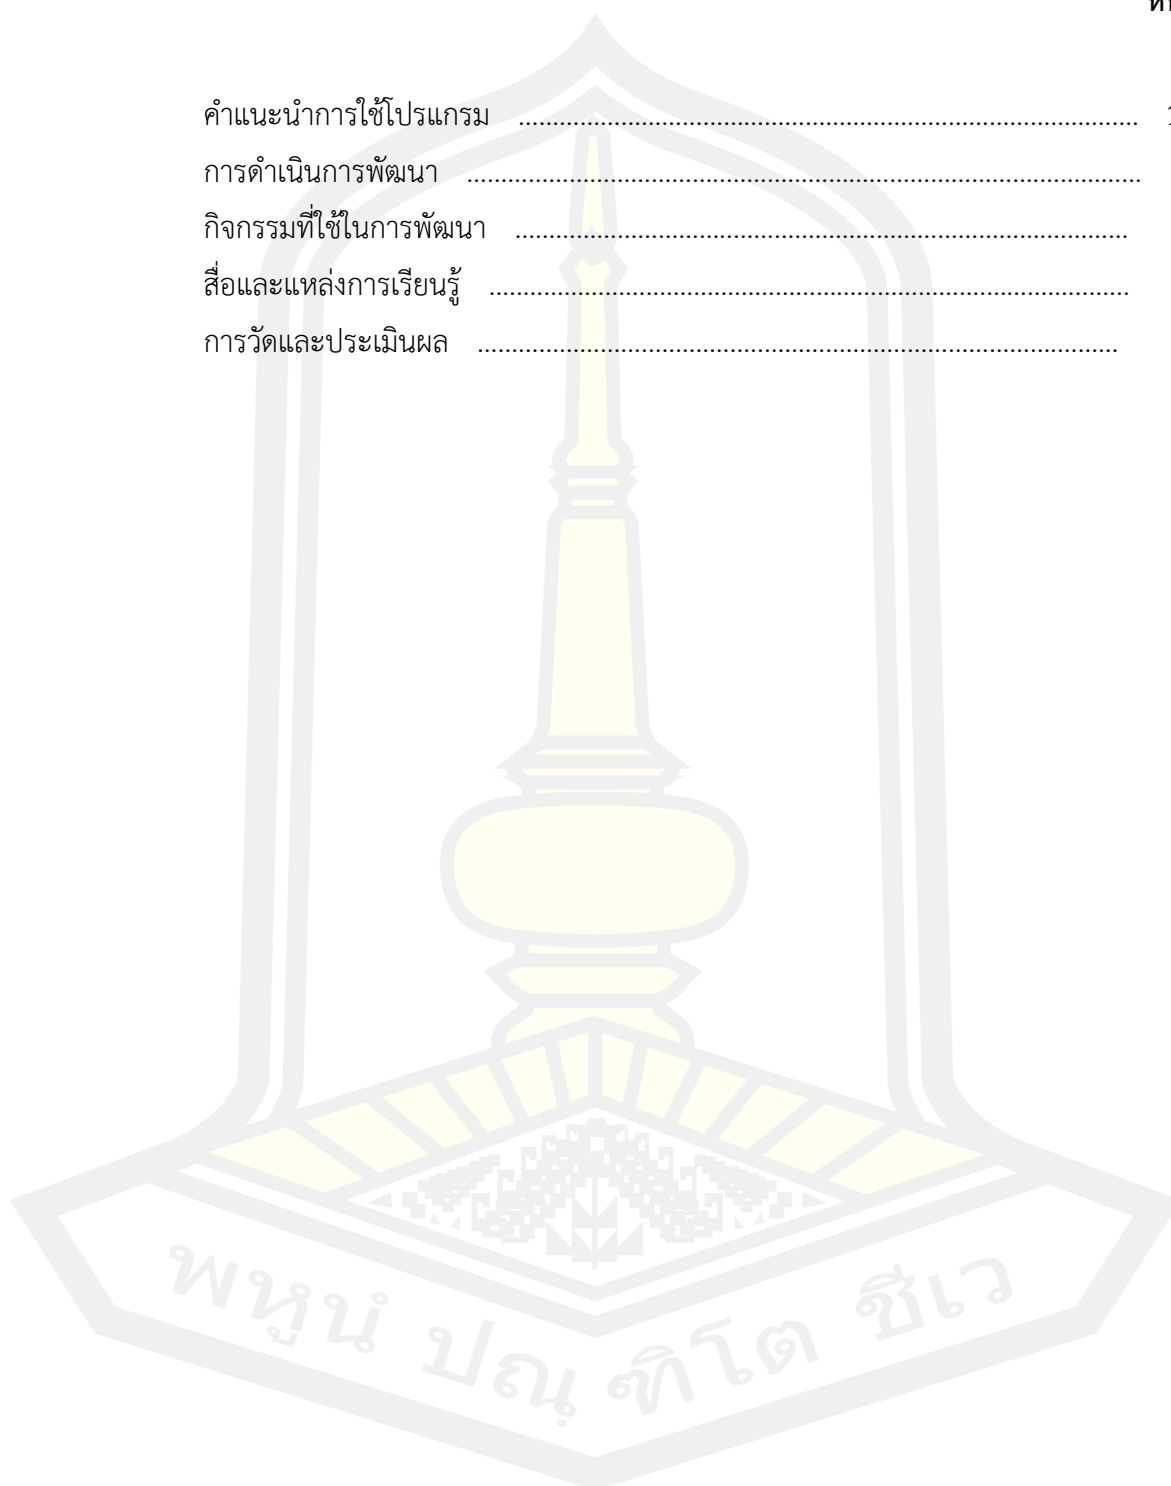 คำแนะนำการใช้โปรแกรม ............................................................................................
การดำเนินการพัฒนา ....................................................................................................
กิจกรรมที่ใช้ในการพัฒนา ...........................................................................................
สื่อและแหล่งการเรียนรู้ ...............................................................................................
การวัดและประเมินผล ...............................................................................................
พหูนํ ปณฺฑิโต ชีเว